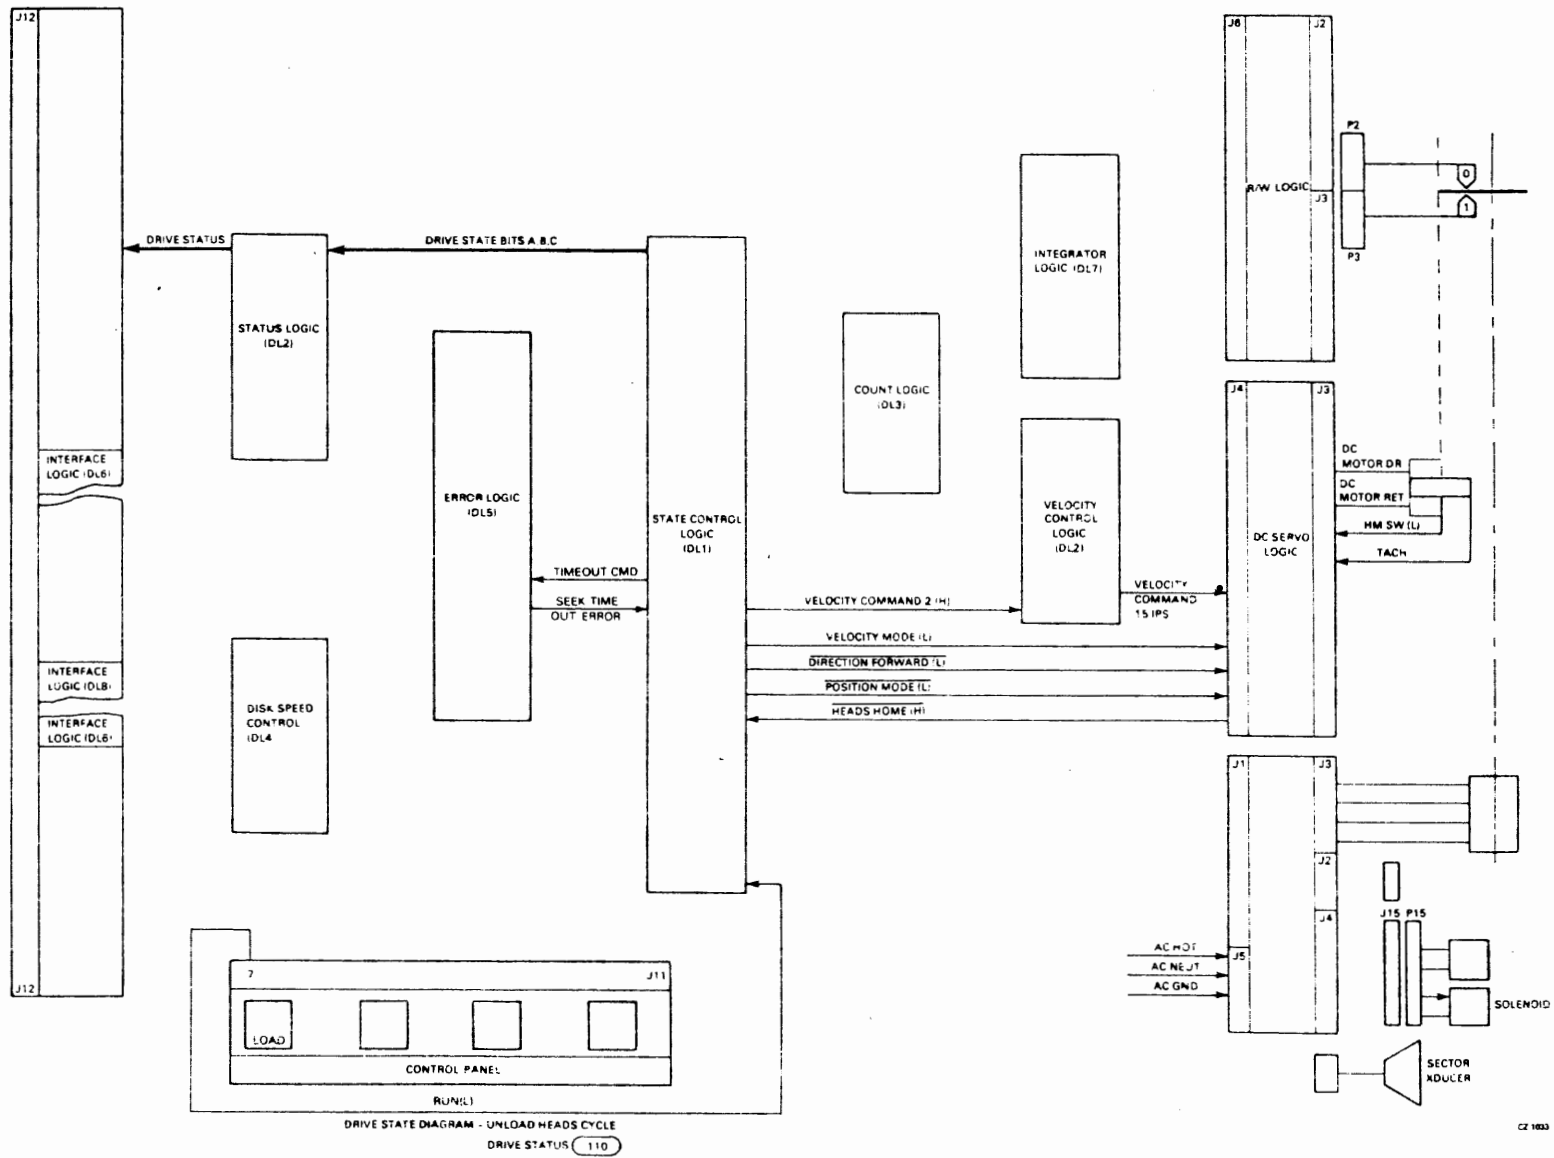 J12
DRIVE STATUS
STATUS LOGIC
(DL2)
DRIVE STATE BITS A B,C
INTERFACE
LOGIC (DL6)
INTERFACE
LOGIC (DL8)
INTERFACE
LOGIC (DL6)
J12
ERROR LOGIC
(DL5)
DISK SPEED
CONTROL
(DL4
STATE CONTROL
LOGIC
(DL1)
TIMEOUT CMD
SEEK TIME
OUT ERROR
COUNT LOGIC
(DL3)
INTEGRATOR
LOGIC (DL7)
VELOCITY
CONTROL
LOGIC
(DL2)
VELOCITY COMMAND 2 (H)
VELOCITY
COMMAND
15 IPS
VELOCITY MODE (L)
DIRECTION FORWARD (L)
POSITION MODE (L)
HEADS HOME (H)
J6
J2
R/W LOGIC
J3
P2
P3
0
1
J4
J3
DC SERVO
LOGIC
DC
MOTOR DR
DC
MOTOR RET
HM SW (L)
TACH
J1
J3
J2
J4
J5
AC HOT
AC NEUT
AC GND
J15
P15
SOLENOID
SECTOR
XDUCER
7
J11
LOAD
CONTROL PANEL
RUN(L)
DRIVE STATE DIAGRAM - UNLOAD HEADS CYCLE
DRIVE STATUS 110
CZ 1033